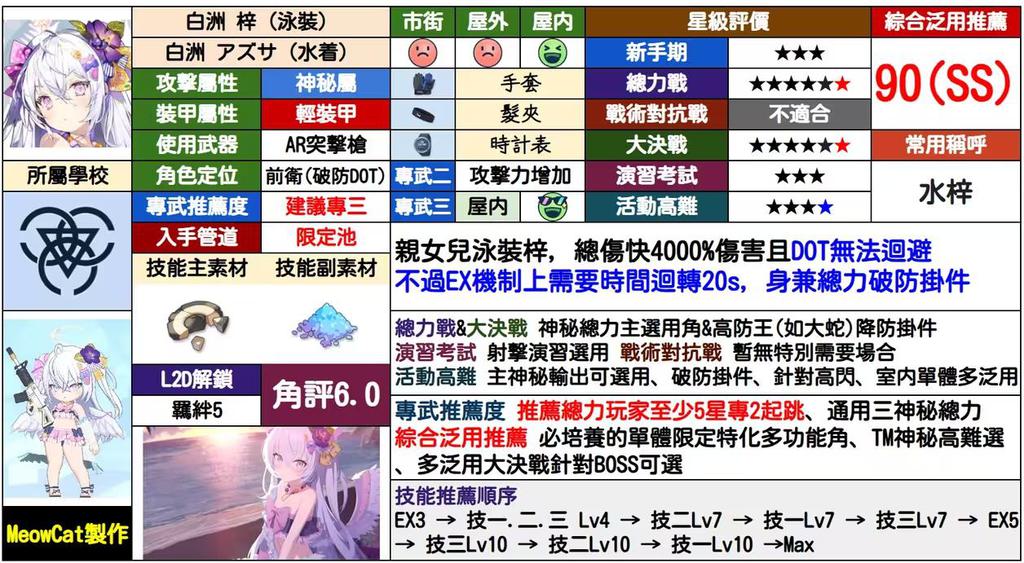 白洲 梓 (泳裝)
白洲 アズサ (水着)
攻擊屬性 神秘屬
裝甲屬性 輕裝甲
使用武器 AR突擊槍
角色定位 前衛(破防DOT)
專武推薦度 建議專三
入手管道 限定池
技能主素材 技能副素材
所屬學校
L2D解鎖
羈絆5
角評6.0
MeowCat製作
市街 屋外 屋内
手套
髮夾
時計表
專武二 攻擊力增加
專武三 屋内
星級評價
新手期 ★★★
總力戰 ★★★★★★
戰術對抗戰 不適合
大決戰 ★★★★★★
演習考試 ★★★
活動高難 ★★★★
綜合泛用推薦
90(SS)
常用稱呼
水梓
親女兒泳裝梓, 總傷快4000%傷害且DOT無法迴避
不過EX機制上需要時間迴轉20s, 身兼總力破防掛件
總力戰&大決戰 神秘總力主選用角&高防王(如大蛇)降防掛件
演習考試 射擊演習選用 戰術對抗戰 暫無特別需要場合
活動高難 主神秘輸出可選用、破防掛件、針對高閃、室内單體多泛用
專武推薦度 推薦總力玩家至少5星專2起跳、通用三神秘總力
綜合泛用推薦 必培養的單體限定特化多功能角、TM神秘高難選
、多泛用大決戰針對BOSS可選
技能推薦順序
EX3 → 技一.二.三 Lv4 → 技二Lv7 → 技一Lv7 → 技三Lv7 → EX5
→ 技三Lv10 → 技二Lv10 → 技一Lv10 →Max